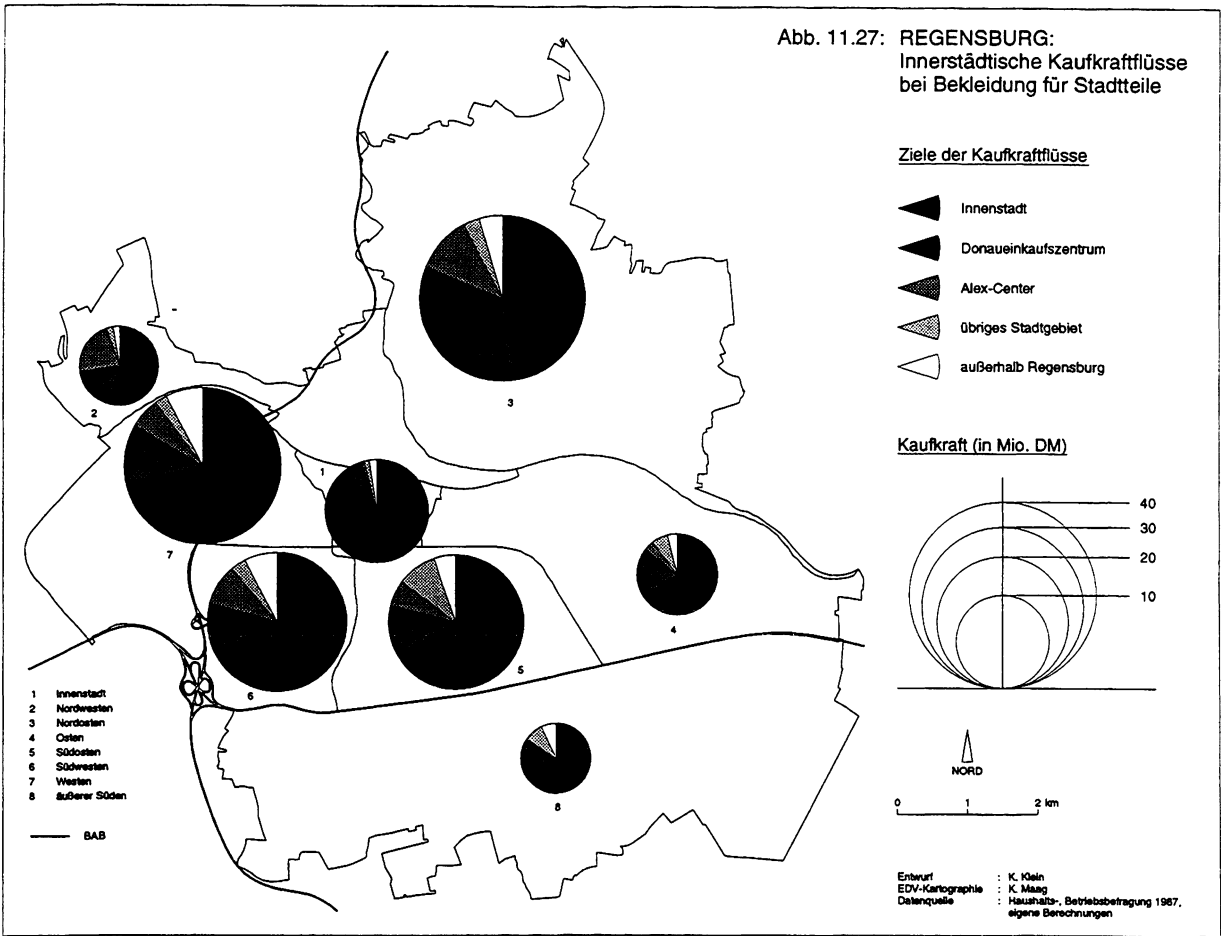 Abb. 11.27: REGENSBURG:
Innerstädtische Kaufkraftflüsse
bei Bekleidung für Stadtteile
Ziele der Kaufkraftflüsse
Innenstadt
Donaueinkaufszentrum
Alex-Center
übriges Stadtgebiet
außerhalb Regensburg
Kaufkraft (in Mio. DM)
40
30
20
10
NORD
0 1 2 km
Entwurf : K. Klein
EDV-Kartographie : K. Maag
Datenquelle : Haushalts-, Betriebsbefragung 1987,
eigene Berechnungen
2
3
1
7
4
5
6
8
1 Innenstadt
2 Nordwesten
3 Nordosten
4 Osten
5 Südosten
6 Südwesten
7 Westen
8 äußerer Süden
BAB